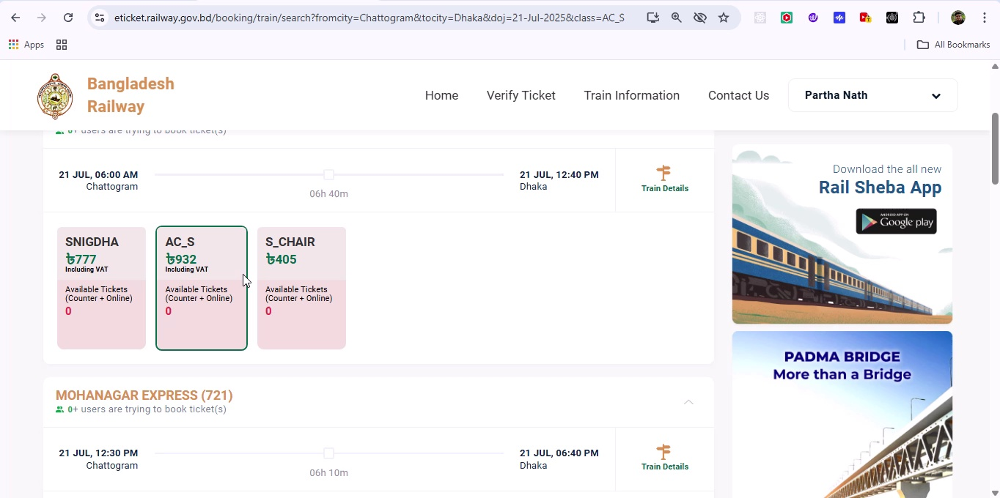 eticket.railway.gov.bd/booking/train/search?fromcity=Chattogram&tocity=Dhaka&doj=21-Jul-2025&class=AC_S
Apps
All Bookmarks
Bangladesh
Railway
Home
Verify Ticket
Train Information
Contact Us
Partha Nath
0+ users are trying to book ticket(s)
21 JUL, 06:00 AM
Chattogram
06h 40m
21 JUL, 12:40 PM
Dhaka
Train Details
SNIGDHA
৳777
Including VAT
Available Tickets
(Counter + Online)
0
AC_S
৳932
Including VAT
Available Tickets
(Counter + Online)
0
S_CHAIR
৳405
Available Tickets
(Counter + Online)
0
MOHANAGAR EXPRESS (721)
0+ users are trying to book ticket(s)
21 JUL, 12:30 PM
Chattogram
06h 10m
21 JUL, 06:40 PM
Dhaka
Train Details
Download the all new
Rail Sheba App
ANDROID APP ON
Google play
PADMA BRIDGE
More than a Bridge